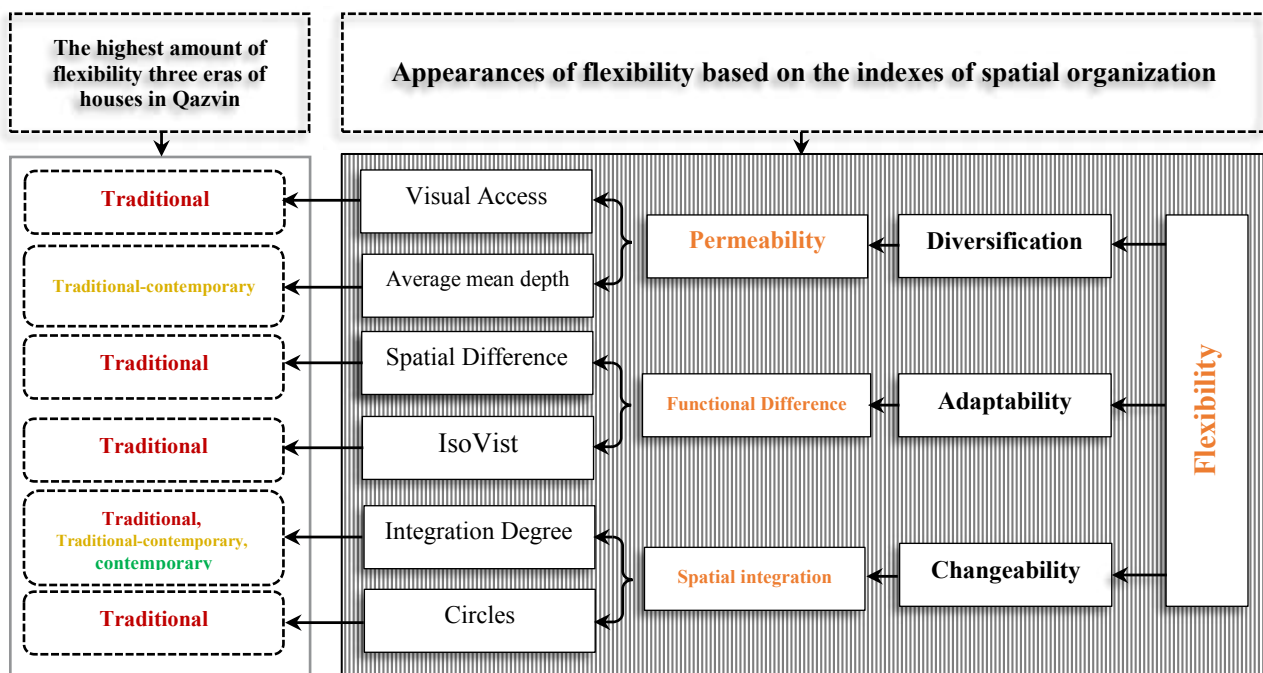 The highest amount of
flexibility three eras of
houses in Qazvin
Appearances of flexibility based on the indexes of spatial organization
Traditional
Visual Access
Permeability
Diversification
Traditional-contemporary
Average mean depth
Traditional
Spatial Difference
Functional Difference
Adaptability
Flexibility
Traditional
IsoVist
Traditional,
Traditional-contemporary,
contemporary
Integration Degree
Spatial integration
Changeability
Traditional
Circles